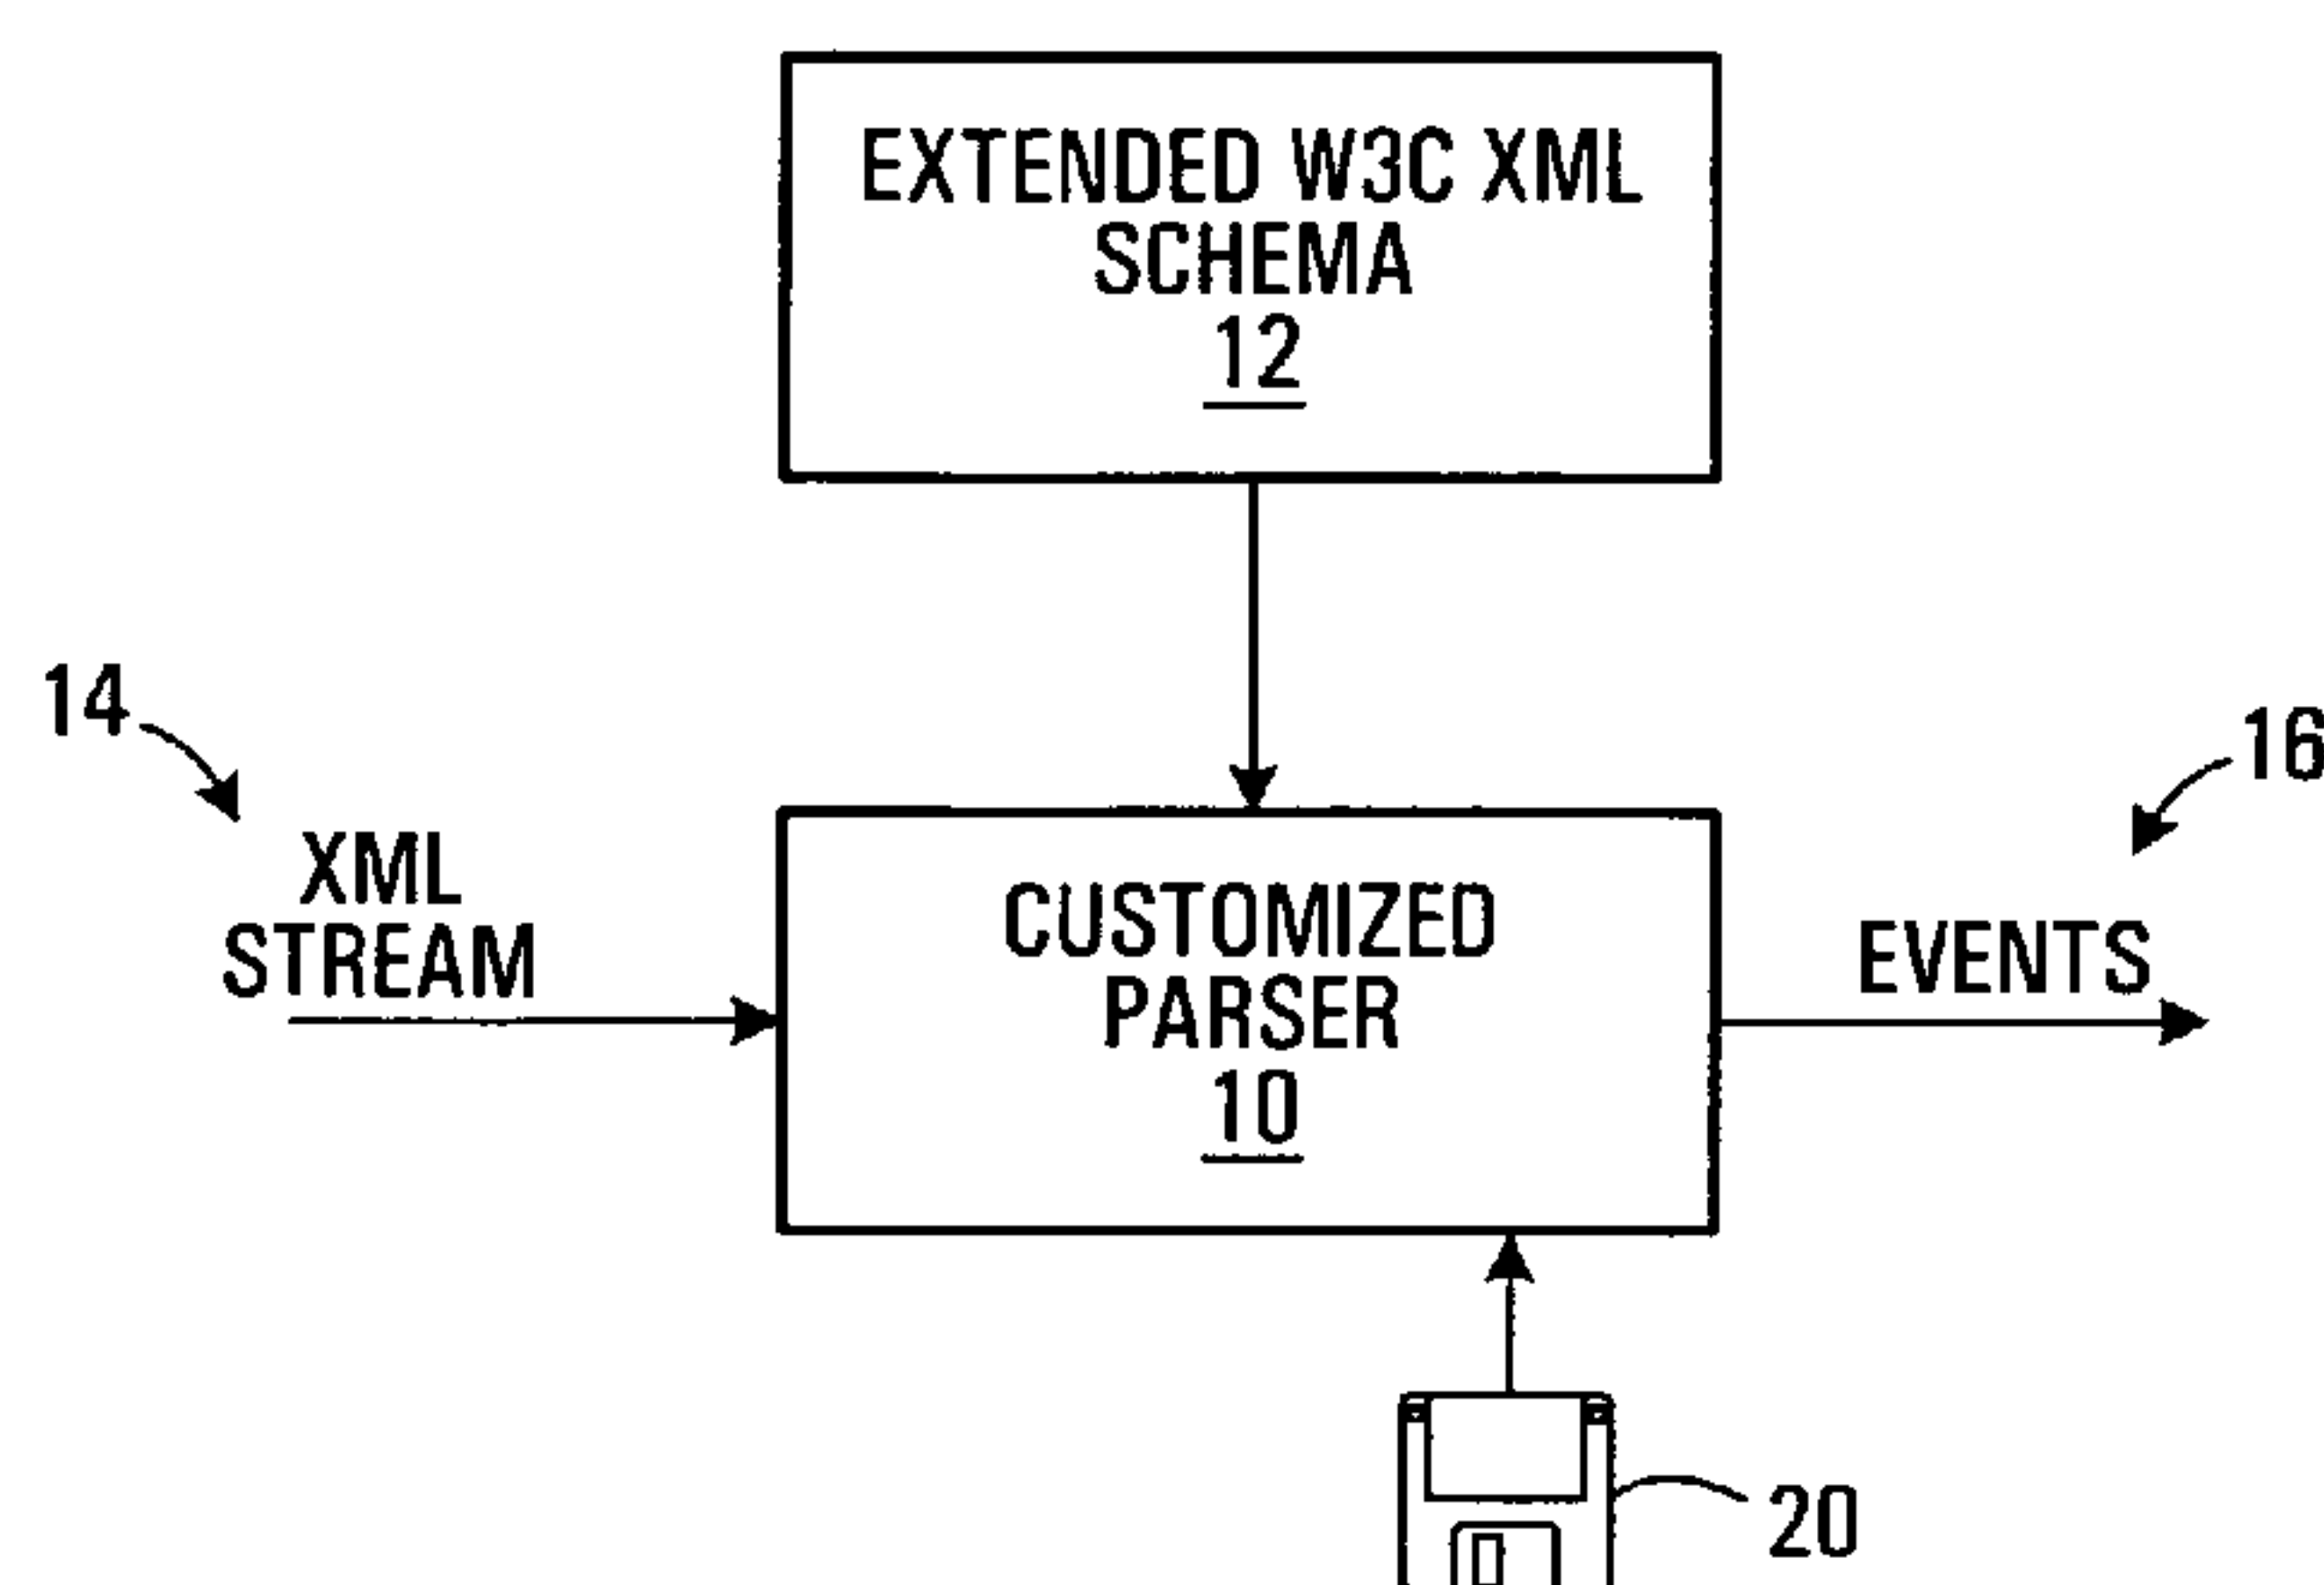 EXTENDED W3C XML
SCHEMA
12
14
16
XML
STREAM
CUSTOMIZED
PARSER
10
EVENTS
20